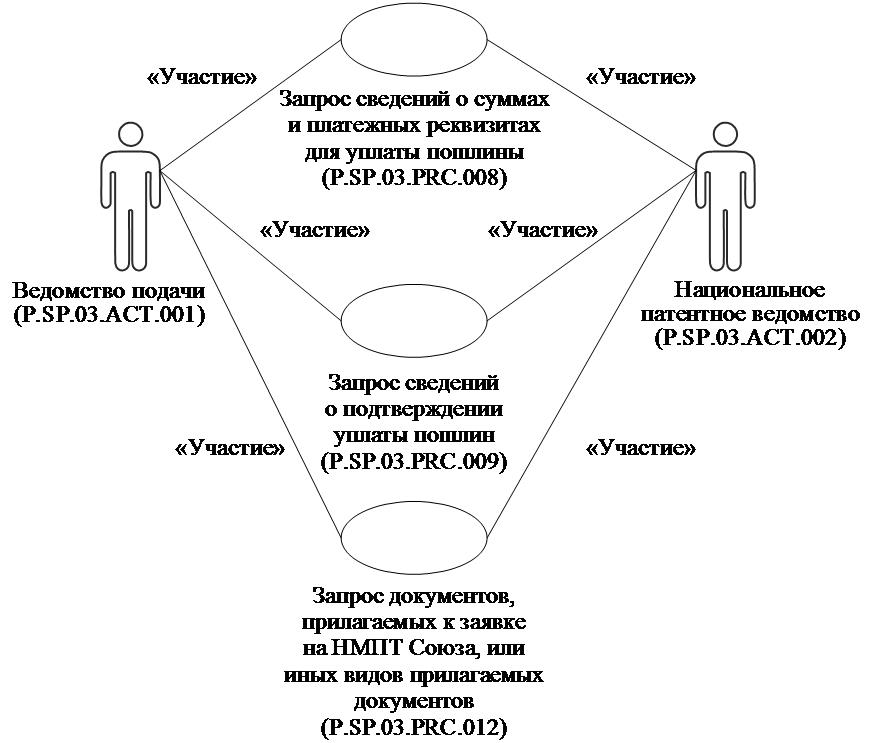 «Участие»
«Участие»
Запрос сведений о суммах
и платежных реквизитах
для уплаты пошлины
(P.SP.03.PRC.008)
«Участие»
«Участие»
Ведомство подачи
(P.SP.03.ACT.001)
Национальное
патентное ведомство
(P.SP.03.ACT.002)
Запрос сведений
о подтверждении
уплаты пошлин
(P.SP.03.PRC.009)
«Участие»
«Участие»
Запрос документов,
прилагаемых к заявке
на НМПТ Союза, или
иных видов прилагаемых
документов
(P.SP.03.PRC.012)